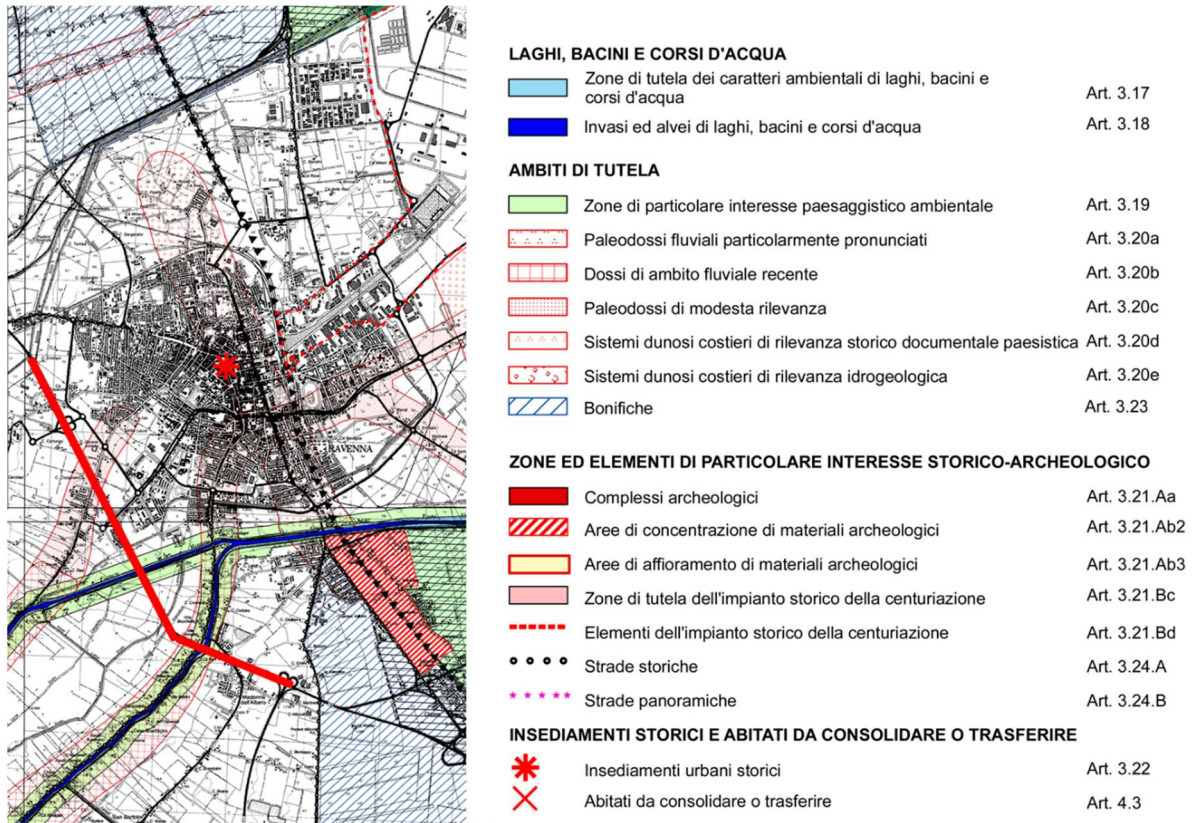 RAVENNA
Madonna
dell'Albero
San Bartolo
LAGHI, BACINI E CORSI D'ACQUA
Zone di tutela dei caratteri ambientali di laghi, bacini e
corsi d'acqua Art. 3.17
Invasi ed alvei di laghi, bacini e corsi d'acqua Art. 3.18
AMBITI DI TUTELA
Zone di particolare interesse paesaggistico ambientale Art. 3.19
Paleodossi fluviali particolarmente pronunciati Art. 3.20a
Dossi di ambito fluviale recente Art. 3.20b
Paleodossi di modesta rilevanza Art. 3.20c
Sistemi dunosi costieri di rilevanza storico documentale paesistica Art. 3.20d
Sistemi dunosi costieri di rilevanza idrogeologica Art. 3.20e
Bonifiche Art. 3.23
ZONE ED ELEMENTI DI PARTICOLARE INTERESSE STORICO-ARCHEOLOGICO
Complessi archeologici Art. 3.21.Aa
Aree di concentrazione di materiali archeologici Art. 3.21.Ab2
Aree di affioramento di materiali archeologici Art. 3.21.Ab3
Zone di tutela dell'impianto storico della centuriazione Art. 3.21.Bc
Elementi dell'impianto storico della centuriazione Art. 3.21.Bd
Strade storiche Art. 3.24.A
Strade panoramiche Art. 3.24.B
INSEDIAMENTI STORICI E ABITATI DA CONSOLIDARE O TRASFERIRE
Insediamenti urbani storici Art. 3.22
Abitati da consolidare o trasferire Art. 4.3